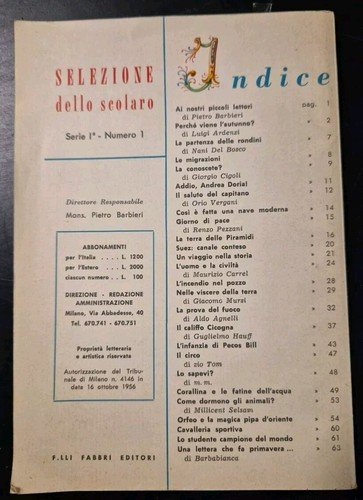 SELEZIONE
dello scolaro
Serie Iª - Numero 1
Direttore Responsabile
Mons. Pietro Barbieri
ABBONAMENTI
per l'Italia . . . . L. 1200
per l'Estero . . . L. 2000
ciascun numero . L. 100
DIREZIONE - REDAZIONE
AMMINISTRAZIONE
Milano, Via Abbadesse, 40
Tel. 670.741 - 670.751
Proprietà letteraria
e artistica riservata
Autorizzazione del Tribu-
nale di Milano n. 4146 in
data 16 ottobre 1956
F.LLI FABBRI EDITORI
Indice
Ai nostri piccoli lettori pag. 1
di Pietro Barbieri
Perché viene l'autunno? » 2
di Luigi Ardenzi
La partenza delle rondini » 7
di Nani Del Bosco
Le migrazioni » 8
La conoscete? » 9
di Giorgio Cigoli
Addio, Andrea Doria! » 11
Il saluto del capitano » 12
di Orio Vergani
Così è fatta una nave moderna » 14
Giorno di pace » 15
di Renzo Pezzani
La terra delle Piramidi » 16
Suez: canale conteso » 20
Un viaggio nella storia » 21
L'uomo e la civiltà » 24
di Maurizio Carrel
L'incendio nel pozzo » 28
Nelle viscere della terra » 29
di Giacomo Mursi
La prova del fuoco » 32
di Aldo Agnelli
Il califfo Cicogna » 37
di Guglielmo Hauff
L'infanzia di Pecos Bill » 43
Il circo » 47
di zio Tom
Lo sapevi? » 48
di m. m.
Corallina e le fatine dell'acqua » 49
Come dormono gli animali? » 53
di Millicent Selsam
Orfeo e la magica pipa d'oriente » 54
Cavalleria sportiva » 60
Lo studente campione del mondo » 61
Una lettera che fa primavera ... » 63
di Barbabianca